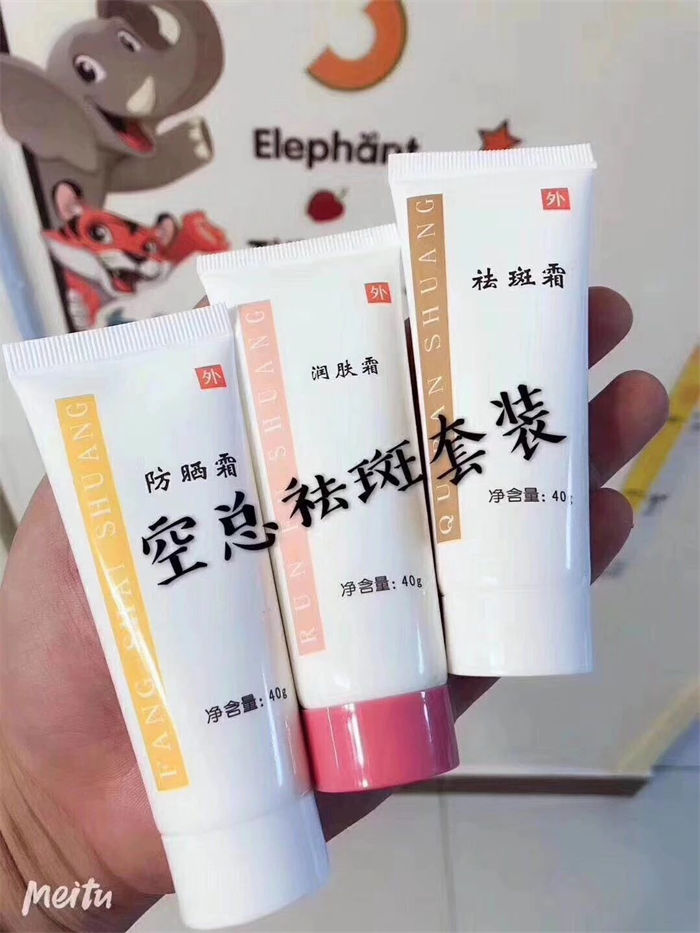 Elephant
外
祛斑霜
QU BAN SHUANG
净含量: 40g
外
润肤霜
RUN FU SHUANG
净含量: 40g
外
防晒霜
FANG SHAI SHUANG
净含量: 40g
空总祛斑套装
Meitu